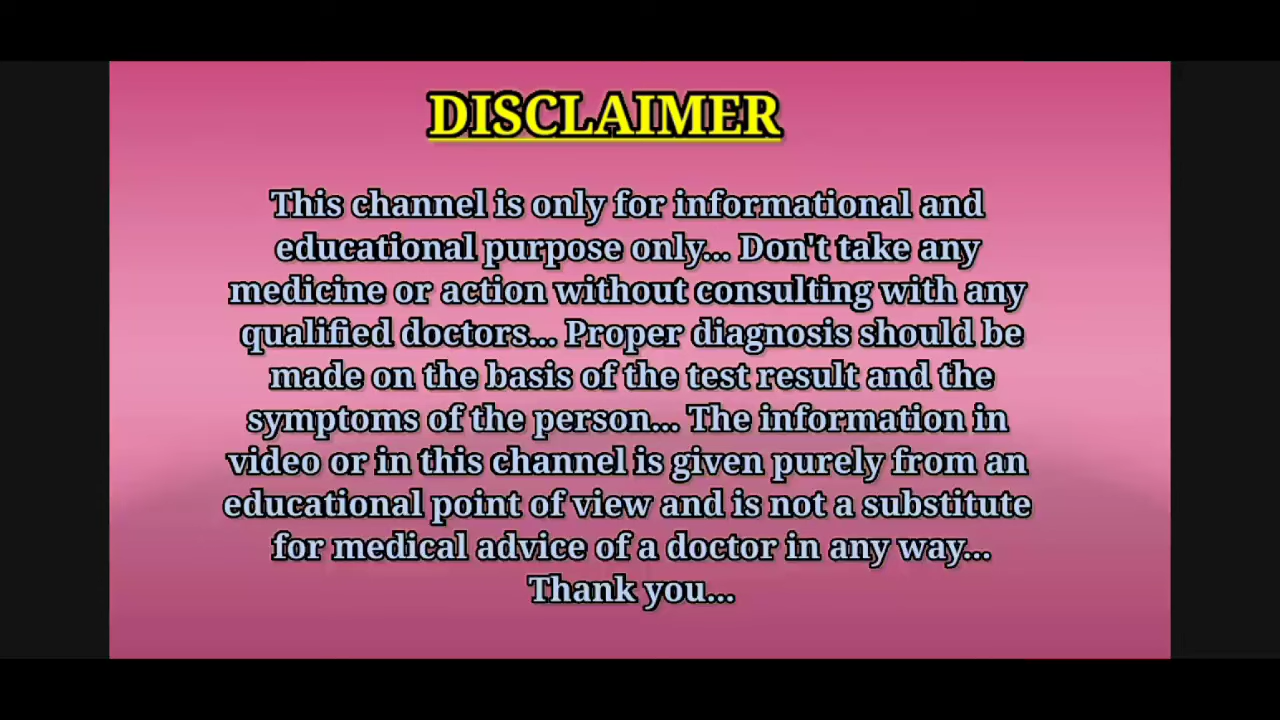 DISCLAIMER
This channel is only for informational and
educational purpose only... Don't take any
medicine or action without consulting with any
qualified doctors... Proper diagnosis should be
made on the basis of the test result and the
symptoms of the person... The information in
video or in this channel is given purely from an
educational point of view and is not a substitute
for medical advice of a doctor in any way...
Thank you...